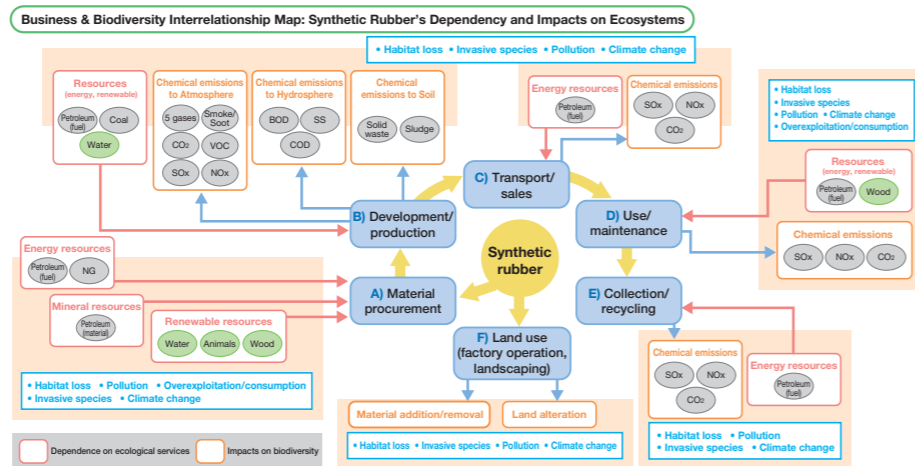 Business & Biodiversity Interrelationship Map: Synthetic Rubber's Dependency and Impacts on Ecosystems
• Habitat loss • Invasive species • Pollution • Climate change
Resources
(energy, renewable)
Petroleum
(fuel)
Coal
Water
Chemical emissions
to Atmosphere
5 gases
Smoke/
Soot
CO2
VOC
SOx
NOx
Chemical emissions
to Hydrosphere
BOD
SS
COD
Chemical
emissions to Soil
Solid
waste
Sludge
Energy resources
Petroleum
(fuel)
Chemical emissions
SOx
NOx
CO2
• Habitat loss
• Invasive species
• Pollution • Climate change
• Overexploitation/consumption
Resources
(energy, renewable)
Petroleum
(fuel)
Wood
Chemical emissions
SOx
NOx
CO2
C) Transport/
sales
B) Development/
production
D) Use/
maintenance
Synthetic
rubber
A) Material
procurement
E) Collection/
recycling
F) Land use
(factory operation,
landscaping)
Energy resources
Petroleum
(fuel)
NG
Mineral resources
Petroleum
(material)
Renewable resources
Water
Animals
Wood
• Habitat loss • Pollution • Overexploitation/consumption
• Invasive species • Climate change
Material addition/removal
Land alteration
• Habitat loss • Invasive species • Pollution • Climate change
Chemical emissions
SOx
NOx
CO2
Energy resources
Petroleum
(fuel)
• Habitat loss • Pollution
• Invasive species • Climate change
Dependence on ecological services
Impacts on biodiversity